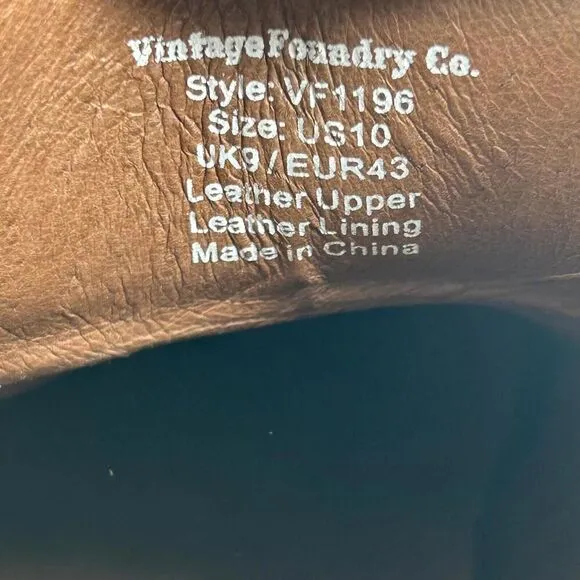 Vintage Foundry Co.
Style: VF1196
Size: US10
UK9/EUR43
Leather Upper
Leather Lining
Made in China